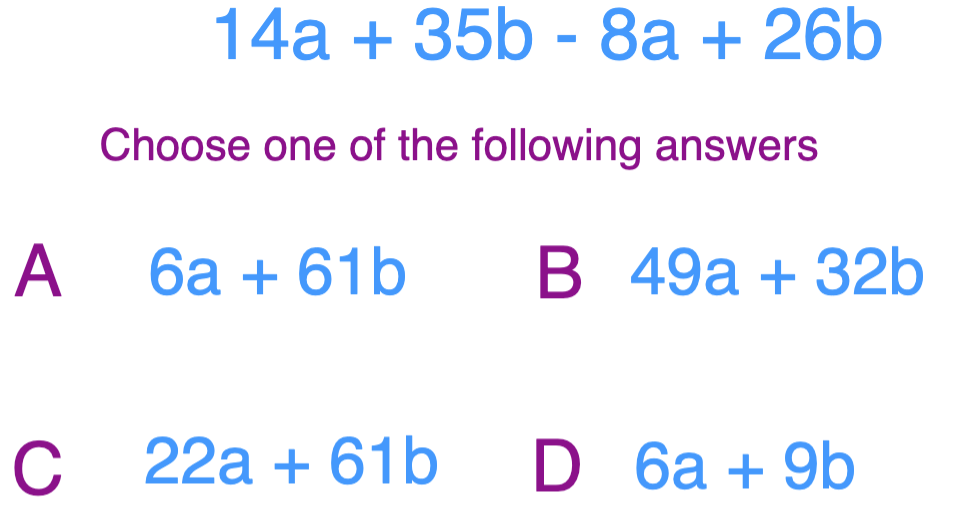 14a + 35b - 8a + 26b
Choose one of the following answers
A 6a + 61b B 49a + 32b
C 22a + 61b D 6a + 9b